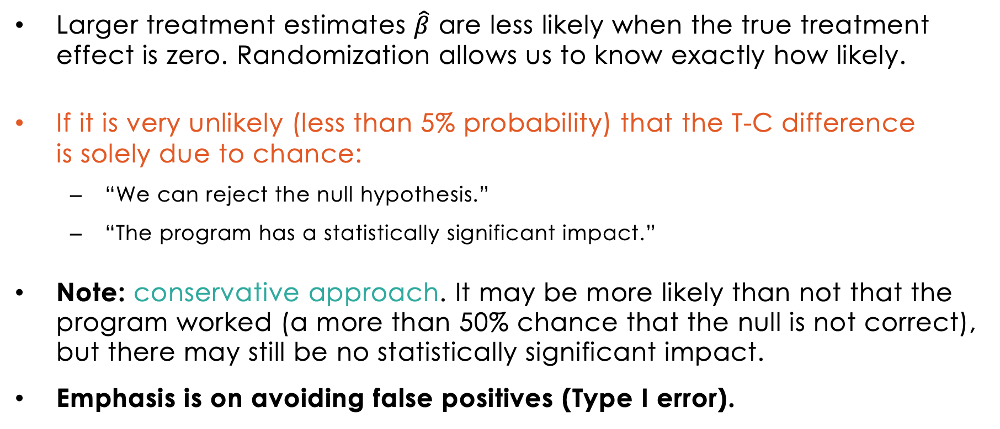 • Larger treatment estimates β̂ are less likely when the true treatment
effect is zero. Randomization allows us to know exactly how likely.
• If it is very unlikely (less than 5% probability) that the T-C difference
is solely due to chance:
– “We can reject the null hypothesis.”
– “The program has a statistically significant impact.”
• Note: conservative approach. It may be more likely than not that the
program worked (a more than 50% chance that the null is not correct),
but there may still be no statistically significant impact.
• Emphasis is on avoiding false positives (Type I error).